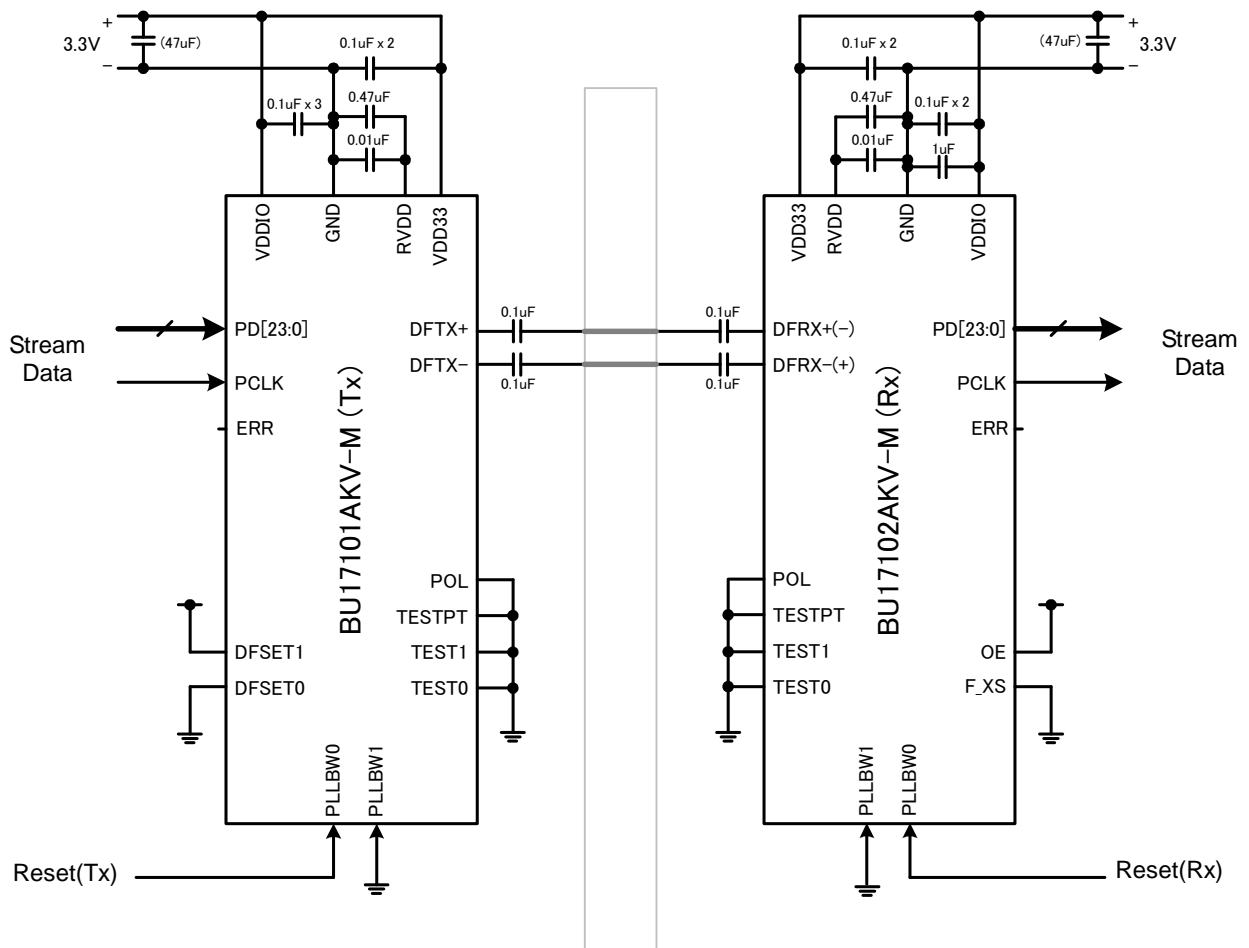 +
3.3V
(47uF)
−
0.1uF x 2
0.1uF x 3
0.47uF
0.01uF
VDDIO
GND
RVDD
VDD33
PD[23:0]
Stream
Data
PCLK
ERR
BU17101AKV-M (Tx)
DFTX+
DFTX-
DFSET1
DFSET0
POL
TESTPT
TEST1
TEST0
PLLBW0
PLLBW1
Reset(Tx)
0.1uF
0.1uF
0.1uF
0.1uF
+
3.3V
(47uF)
−
0.1uF x 2
0.47uF
0.1uF x 2
0.01uF
1uF
VDD33
RVDD
GND
VDDIO
DFRX+(-)
DFRX-(+)
BU17102AKV-M (Rx)
PD[23:0]
Stream
Data
PCLK
ERR
POL
TESTPT
TEST1
TEST0
OE
F_XS
PLLBW1
PLLBW0
Reset(Rx)